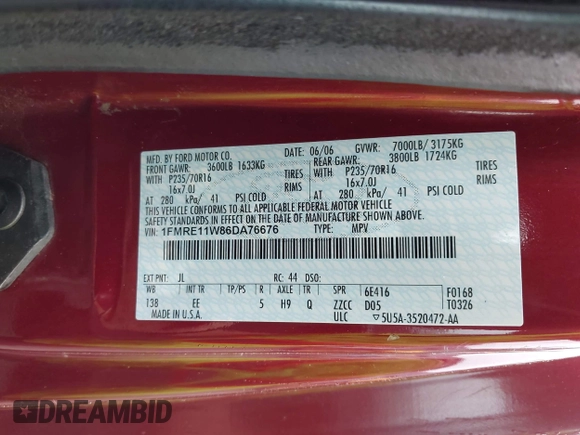 MFD. BY FORD MOTOR CO. 06/06 GVWR: 7000LB/ 3175KG
FRONT GAWR: 3600LB 1633KG REAR GAWR: 3800LB 1724KG
WITH P235/70R16 TIRES WITH P235/70R16 TIRES
16x7.0J RIMS 16x7.0J RIMS
AT 280 kPa/ 41 PSI COLD AT 280 kPa/ 41 PSI COLD
THIS VEHICLE CONFORMS TO ALL APPLICABLE FEDERAL MOTOR VEHICLE
SAFETY STANDARDS IN EFFECT ON THE DATE OF MANUFACTURE SHOWN ABOVE.
VIN: 1FMRE11W86DA76676 TYPE: MPV
EXT PNT: JL RC: 44 DSO:
WB INT TR TP/PS R AXLE TR SPR 6E416 F0168
138 EE 5 H9 Q ZZCC D05 T0326
MADE IN U.S.A. ULC 5U5A-3520472-AA
DREAMBID